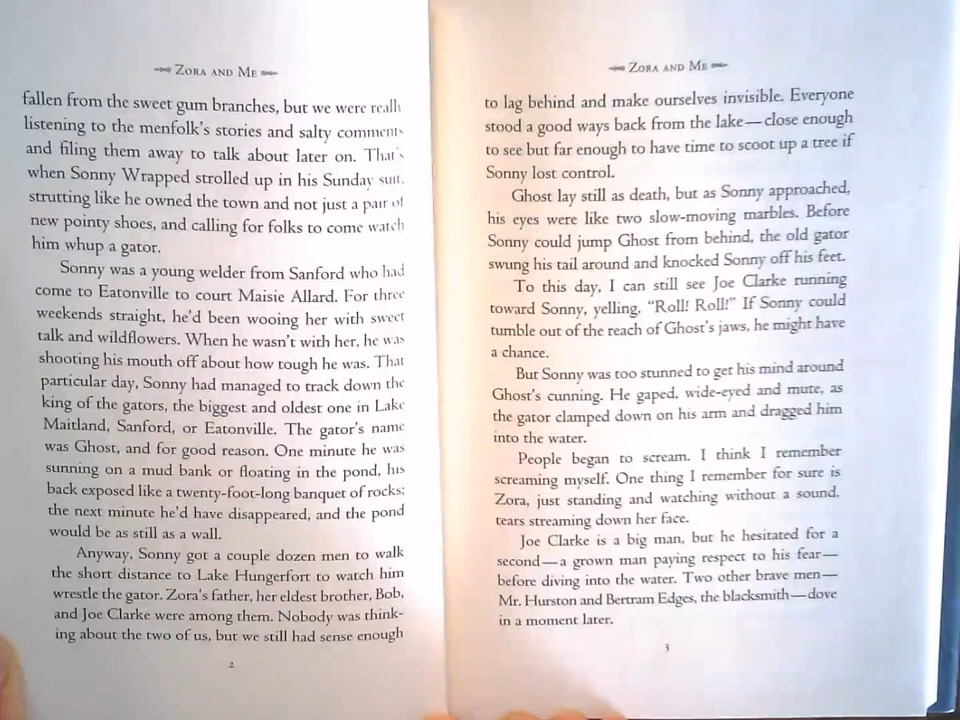 ZORA AND ME
fallen from the sweet gum branches, but we were really
listening to the menfolk's stories and salty comments
and filing them away to talk about later on. That's
when Sonny Wrapped strolled up in his Sunday suit,
strutting like he owned the town and not just a pair of
new pointy shoes, and calling for folks to come watch
him whup a gator.
Sonny was a young welder from Sanford who had
come to Eatonville to court Maisie Allard. For three
weekends straight, he'd been wooing her with sweet
talk and wildflowers. When he wasn't with her, he was
shooting his mouth off about how tough he was. That
particular day, Sonny had managed to track down the
king of the gators, the biggest and oldest one in Lake
Maitland, Sanford, or Eatonville. The gator's name
was Ghost, and for good reason. One minute he was
sunning on a mud bank or floating in the pond, his
back exposed like a twenty-foot-long banquet of rocks;
the next minute he'd have disappeared, and the pond
would be as still as a wall.
Anyway, Sonny got a couple dozen men to walk
the short distance to Lake Hungerfort to watch him
wrestle the gator. Zora's father, her eldest brother, Bob,
and Joe Clarke were among them. Nobody was think-
ing about the two of us, but we still had sense enough
2
ZORA AND ME
to lag behind and make ourselves invisible. Everyone
stood a good ways back from the lake—close enough
to see but far enough to have time to scoot up a tree if
Sonny lost control.
Ghost lay still as death, but as Sonny approached,
his eyes were like two slow-moving marbles. Before
Sonny could jump Ghost from behind, the old gator
swung his tail around and knocked Sonny off his feet.
To this day, I can still see Joe Clarke running
toward Sonny, yelling, "Roll! Roll!" If Sonny could
tumble out of the reach of Ghost's jaws, he might have
a chance.
But Sonny was too stunned to get his mind around
Ghost's cunning. He gaped, wide-eyed and mute, as
the gator clamped down on his arm and dragged him
into the water.
People began to scream. I think I remember
screaming myself. One thing I remember for sure is
Zora, just standing and watching without a sound,
tears streaming down her face.
Joe Clarke is a big man, but he hesitated for a
second—a grown man paying respect to his fear—
before diving into the water. Two other brave men—
Mr. Hurston and Bertram Edges, the blacksmith—dove
in a moment later.
3